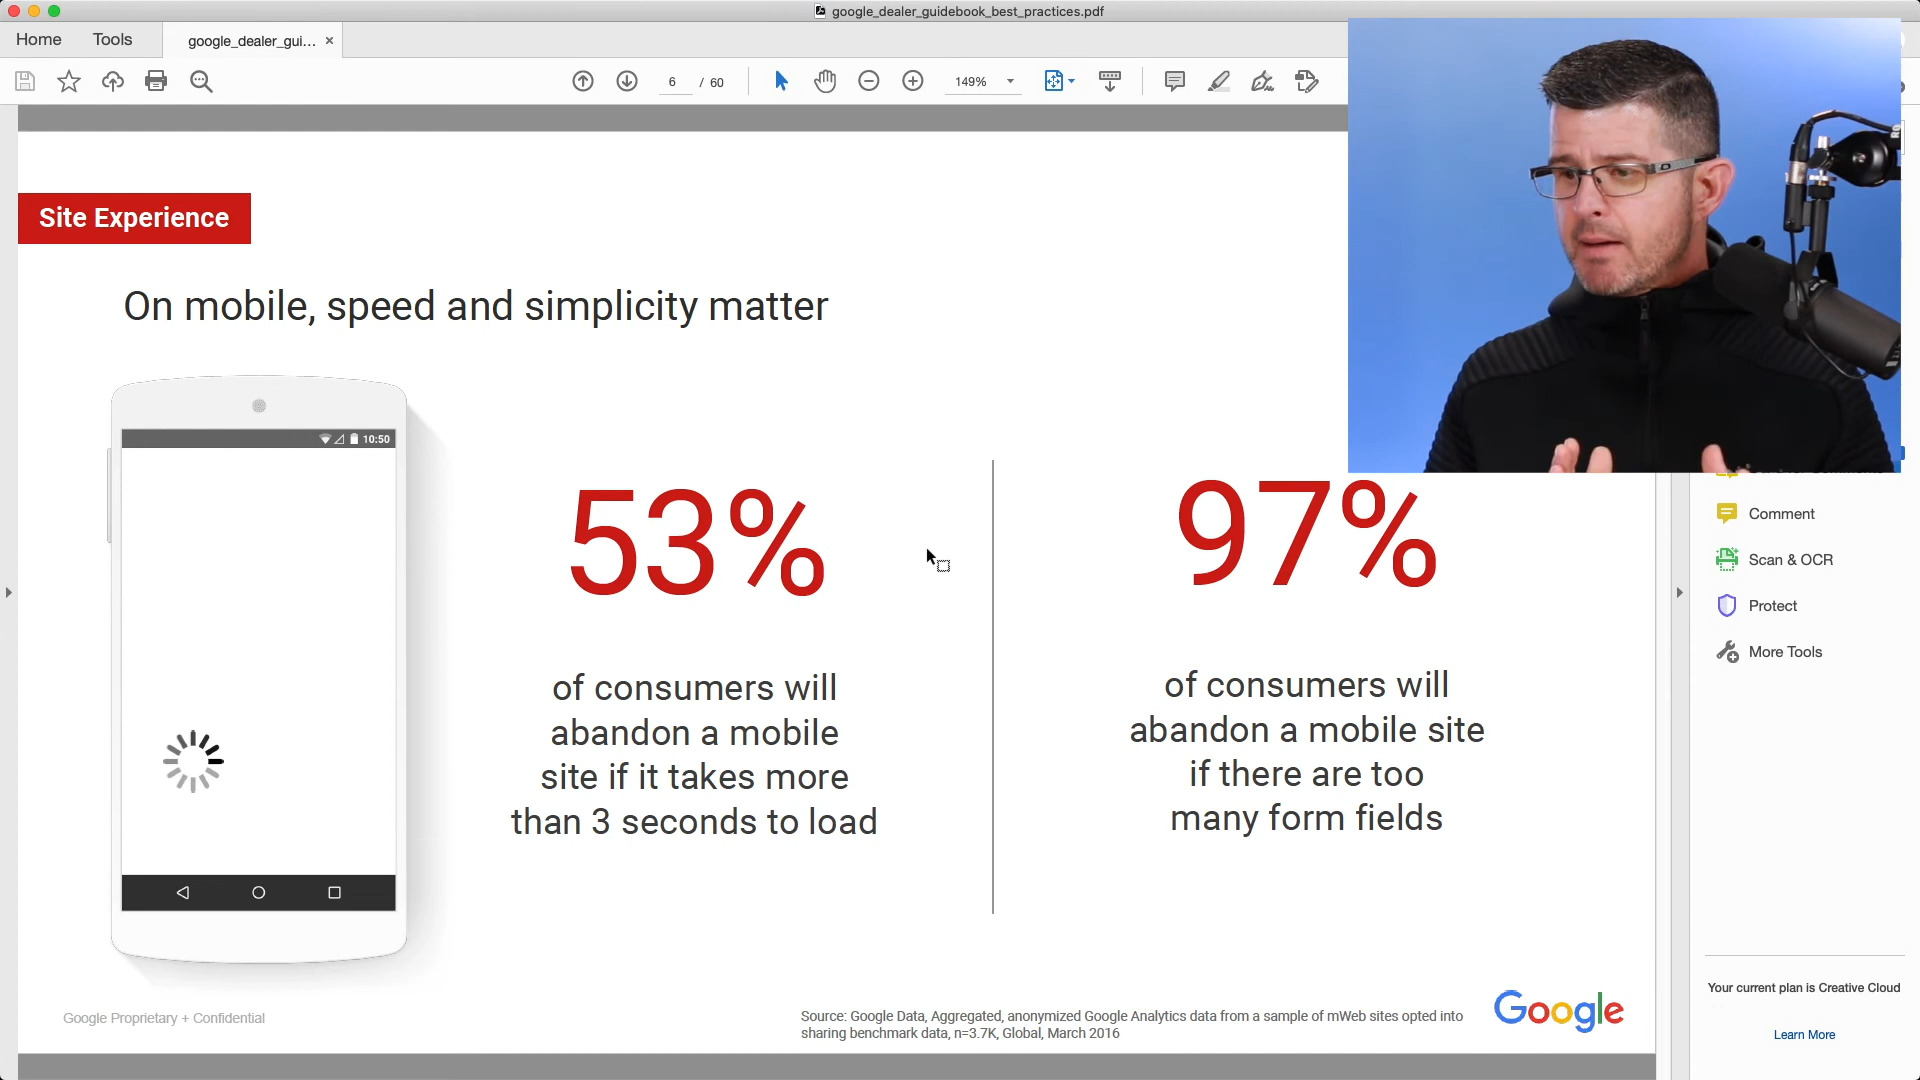 google_dealer_guidebook_best_practices.pdf
Home
Tools
google_dealer_gui... ×
6 / 60
149%
Site Experience
On mobile, speed and simplicity matter
10:50
53%
of consumers will
abandon a mobile
site if it takes more
than 3 seconds to load
97%
of consumers will
abandon a mobile site
if there are too
many form fields
Google Proprietary + Confidential
Source: Google Data, Aggregated, anonymized Google Analytics data from a sample of mWeb sites opted into
sharing benchmark data, n=3.7K, Global, March 2016
Google
Comment
Scan & OCR
Protect
More Tools
Your current plan is Creative Cloud
Learn More